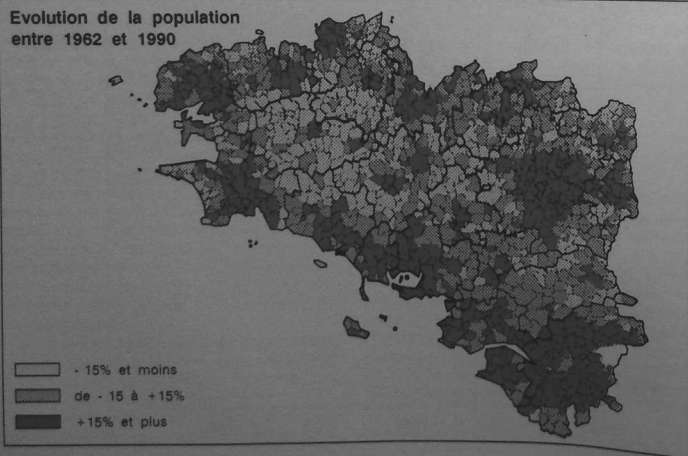 Evolution de la population
entre 1962 et 1990
- 15% et moins
de - 15 à +15%
+15% et plus